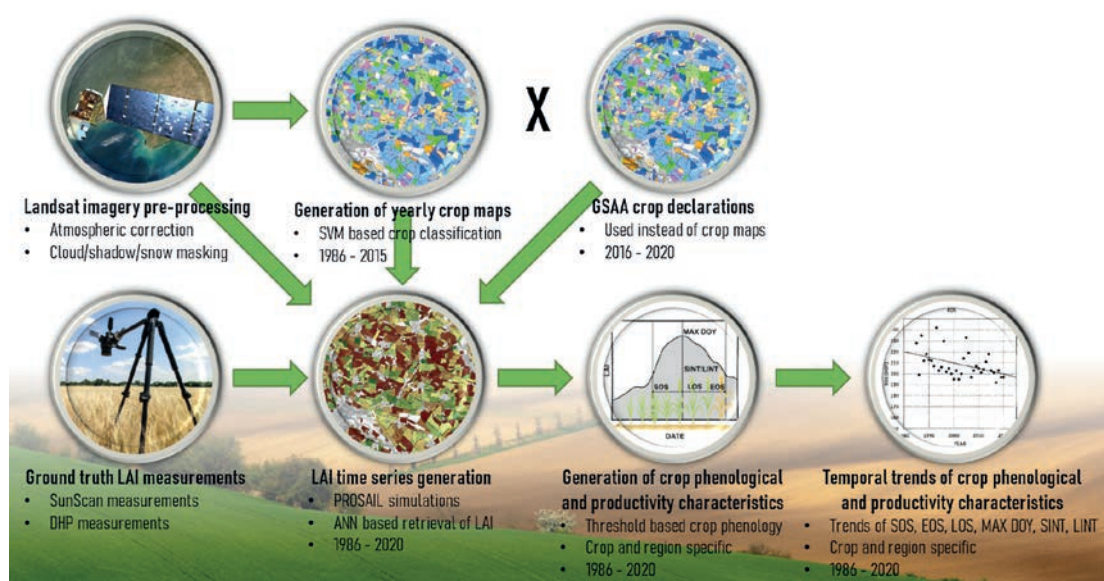 X
Landsat imagery pre-processing
• Atmospheric correction
• Cloud/shadow/snow masking
Generation of yearly crop maps
• SVM based crop classification
• 1986 - 2015
GSAA crop declarations
• Used instead of crop maps
• 2016 - 2020
LAI
MAX DOY
SINT/LINT
SOS
LOS
EOS
DATE
EOS
YEAR
Ground truth LAI measurements
• SunScan measurements
• DHP measurements
LAI time series generation
• PROSAIL simulations
• ANN based retrieval of LAI
• 1986 - 2020
Generation of crop phenological
and productivity characteristics
• Threshold based crop phenology
• Crop and region specific
• 1986 - 2020
Temporal trends of crop phenological
and productivity characteristics
• Trends of SOS, EOS, LOS, MAX DOY, SINT, LINT
• Crop and region specific
• 1986 - 2020